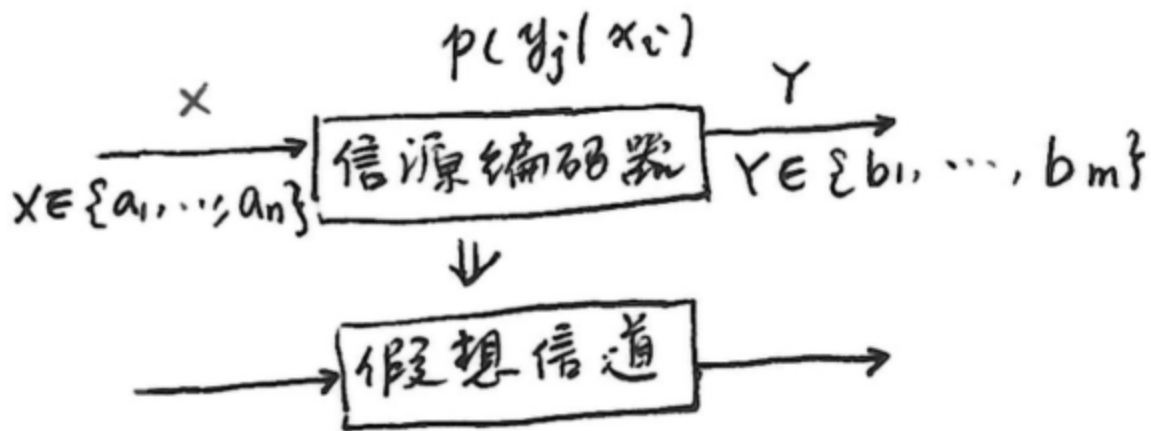 p(yj|xi)
X
Y
信源编码器
X∈{a1,…,an}
Y∈{b1,…,bm}
⇓
假想信道